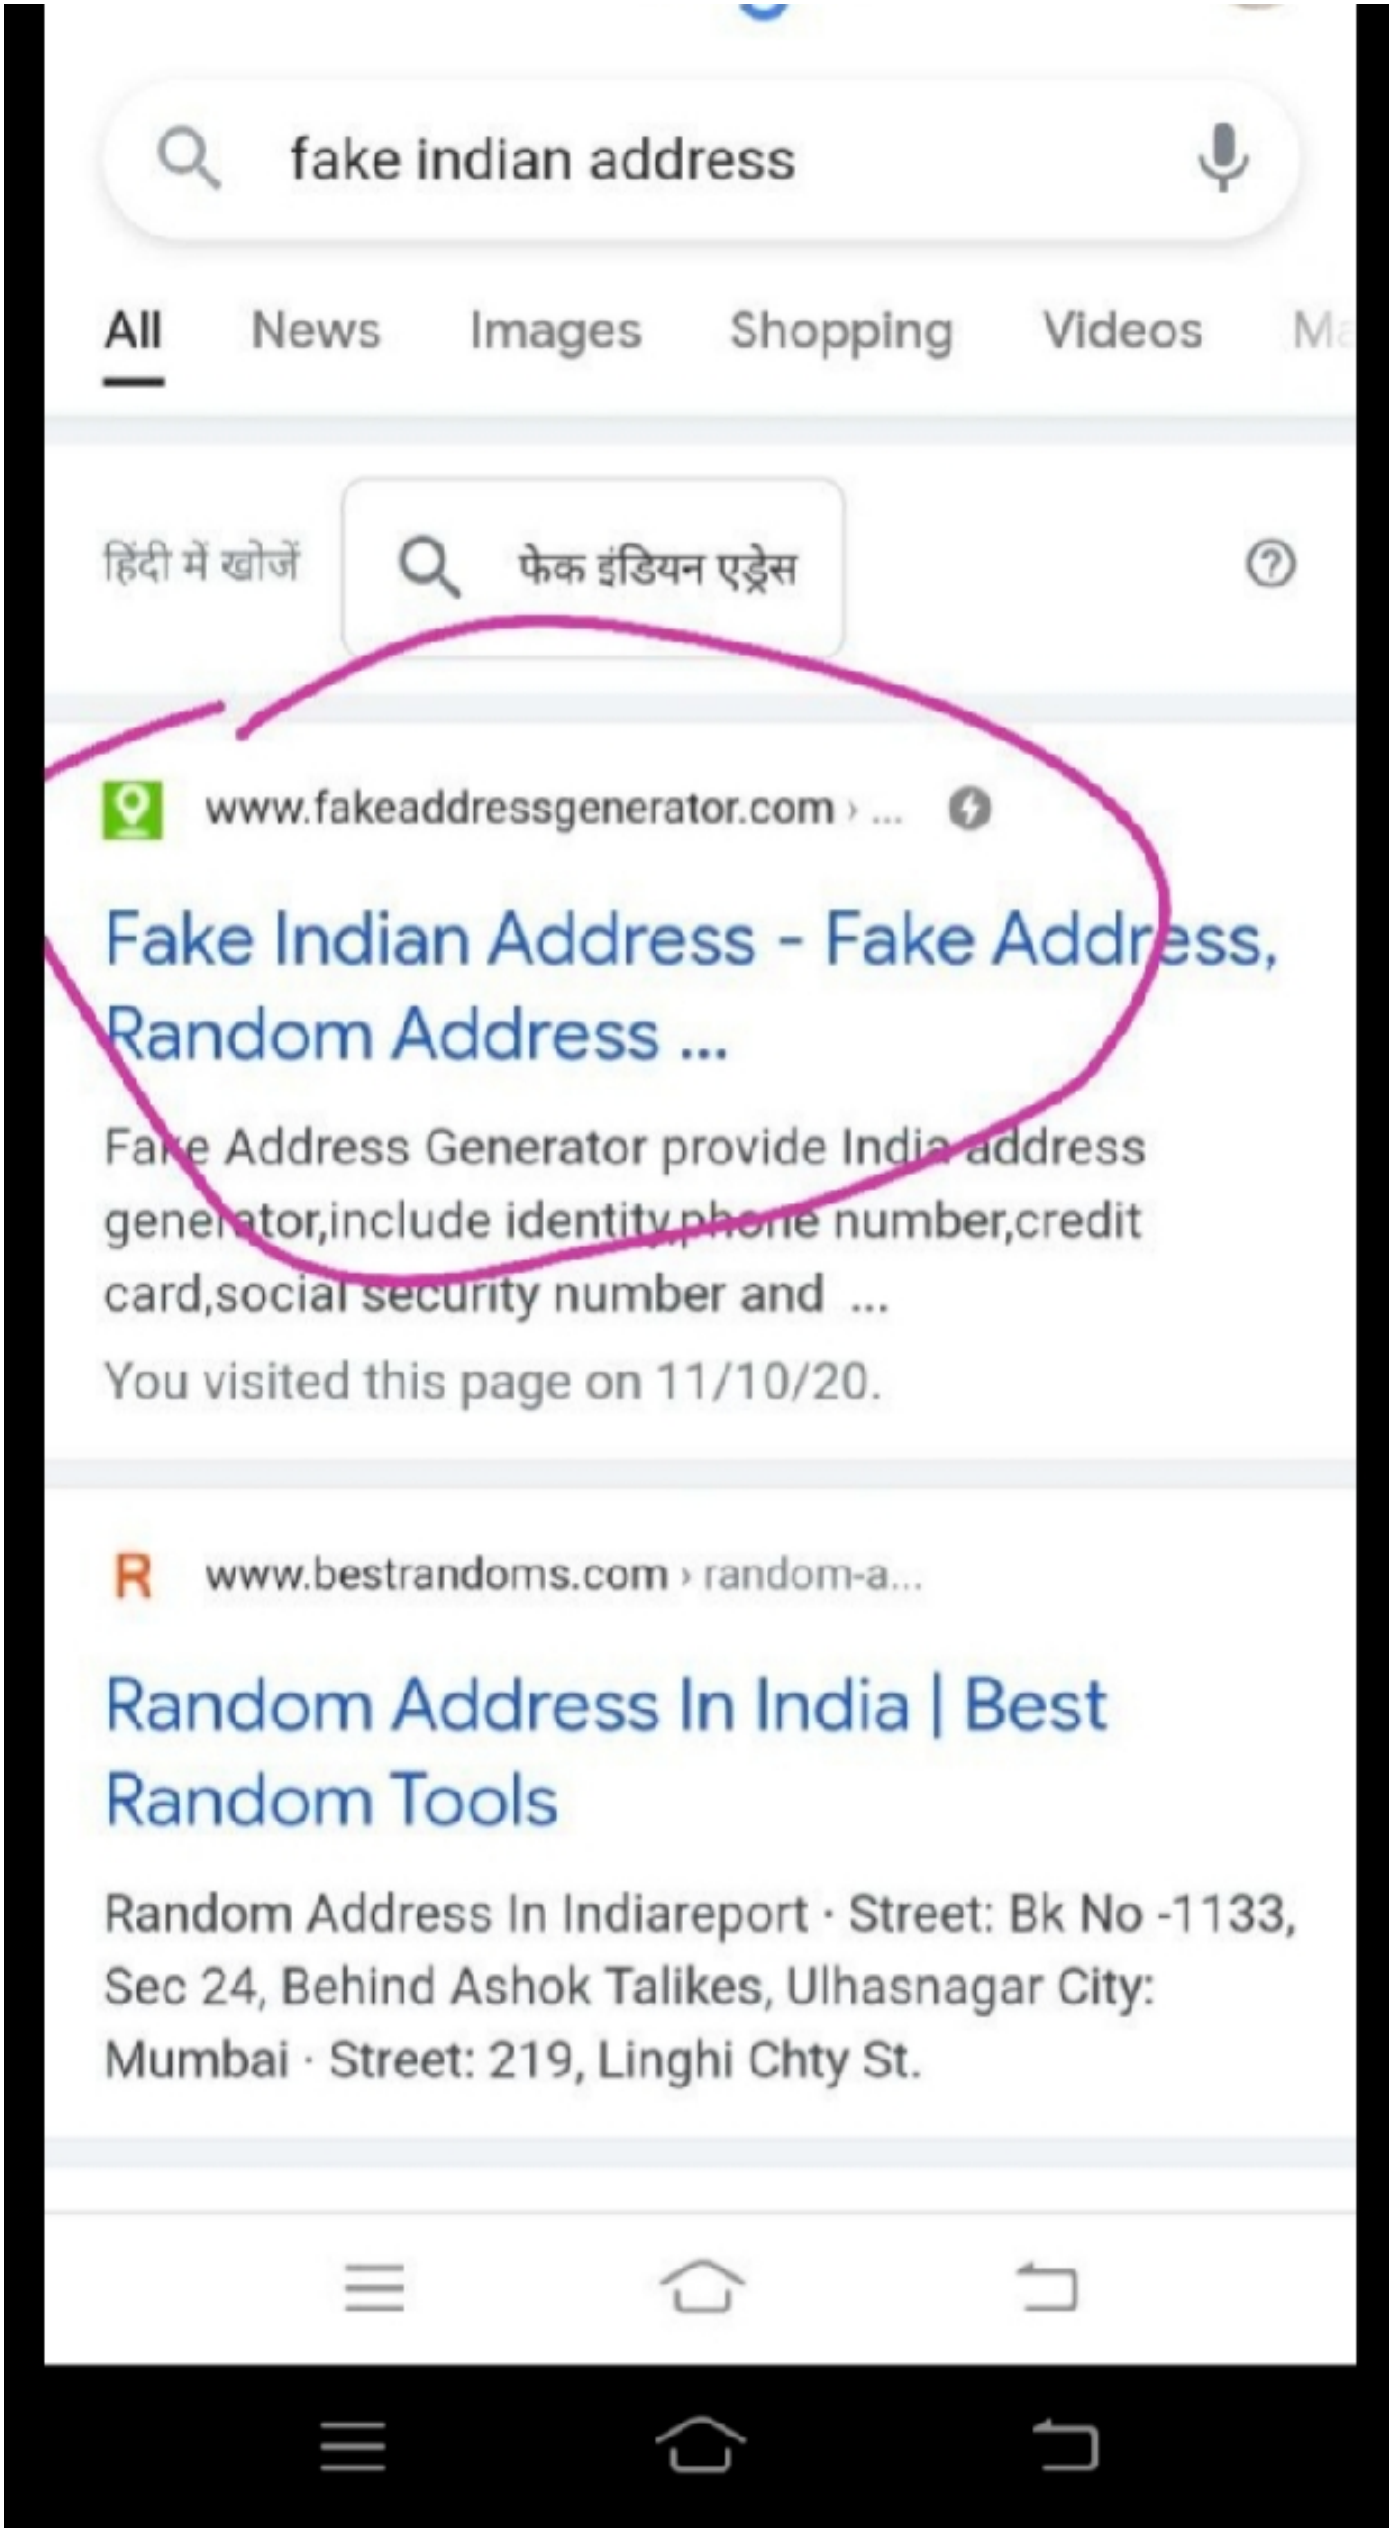 fake indian address
All News Images Shopping Videos Ma
हिंदी में खोजें फेक इंडियन एड्रेस
www.fakeaddressgenerator.com › ...
Fake Indian Address - Fake Address,
Random Address ...
Fake Address Generator provide India address
generator,include identity,phone number,credit
card,social security number and ...
You visited this page on 11/10/20.
R www.bestrandoms.com › random-a...
Random Address In India | Best
Random Tools
Random Address In Indiareport · Street: Bk No -1133,
Sec 24, Behind Ashok Talikes, Ulhasnagar City:
Mumbai · Street: 219, Linghi Chty St.